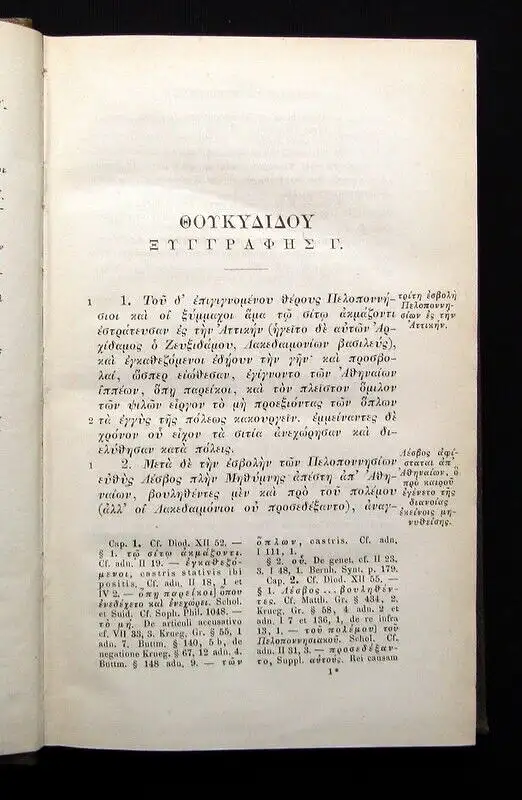 ΘΟΥΚΥΔΙΔΟΥ
ΞΥΓΓΡΑΦΗΣ Γ.
1 1. Τοῦ δ' ἐπιγιγνομένου θέρους Πελοποννή-
σιοι καὶ οἱ ξύμμαχοι ἅμα τῷ σίτῳ ἀκμάζοντι
ἐστράτευσαν ἐς τὴν Ἀττικήν (ἡγεῖτο δὲ αὐτῶν Ἀρ-
χίδαμος ὁ Ζευξιδάμου, Λακεδαιμονίων βασιλεύς),
καὶ ἐγκαθεζόμενοι ἐδῄουν τὴν γῆν· καὶ προσβο-
λαί, ὥσπερ εἰώθεσαν, ἐγίγνοντο τῶν Ἀθηναίων
ἱππέων, ὅπῃ παρείκοι, καὶ τὸν πλεῖστον ὅμιλον
τῶν ψιλῶν εἶργον τὸ μὴ προεξιόντας τῶν ὅπλων
2 τὰ ἐγγὺς τῆς πόλεως κακουργεῖν. ἐμμείναντες δὲ
χρόνον οὗ εἶχον τὰ σιτία ἀνεχώρησαν καὶ δι-
ελύθησαν κατὰ πόλεις.
1 2. Μετὰ δὲ τὴν ἐσβολὴν τῶν Πελοποννησίων
εὐθὺς Λέσβος πλὴν Μηθύμνης ἀπέστη ἀπ' Ἀθη-
ναίων, βουληθέντες μὲν καὶ πρὸ τοῦ πολέμου
(ἀλλ' οἱ Λακεδαιμόνιοι οὐ προσεδέξαντο), ἀναγ-
τρίτη ἐσβολὴ
Πελοποννη-
σίων ἐς τὴν
Ἀττικήν.
Λέσβος ἀφί-
σταται ἀπ'
Ἀθηναίων, ὁ
πρὸ καιροῦ
ἐγένετο τῆς
διανοίας
ἐκείνοις μη-
νυθείσης.
Cap. 1. Cf. Diod. XII 52. —
§ 1. τῷ σίτῳ ἀκμάζοντι.
Cf. adn. II 19. — ἐγκαθεζό-
μενοι, castris stativis ibi
positis. Cf. adn. II 18, 1 et
IV 2. — ὅπῃ παρείκοι] ὅπου
ἐνεδέχετο καὶ ἐνεχώρει. Schol.
et Suid. Cf. Soph. Phil. 1048. —
τὸ μή. De articuli accusativo
cf. VII 33, 3. Krueg. Gr. § 55, 1
adn. 7. Buttm. § 140, 5 b, de
negatione Krueg. § 67, 12 adn. 4.
Buttm. § 148 adn. 9. — τῶν
ὅπλων, castris. Cf. adn.
I 111, 1.
§ 2. οὗ. De genet. cf. II 23,
3. I 48, 1. Bernh. Synt. p. 179.
Cap. 2. Cf. Diod. XII 55. —
§ 1. Λέσβος ... βουληθέν-
τες. Cf. Matth. Gr. § 434, 2.
Krueg. Gr. § 58, 4 adn. 2 et
adn. I 7 et 136, 1, de re infra
13, 1. — τοῦ πολέμου] τοῦ
Πελοποννησιακοῦ. Schol. Cf.
adn. II 31, 3. — προσεδέξαν-
το, Suppl. αὐτούς. Rei causam
1*